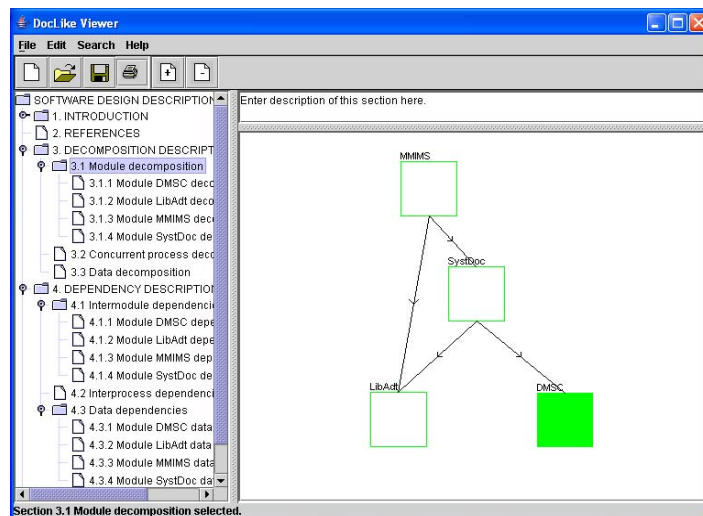 DocLike Viewer
File Edit Search Help
SOFTWARE DESIGN DESCRIPTION
1. INTRODUCTION
2. REFERENCES
3. DECOMPOSITION DESCRIPT
3.1 Module decomposition
3.1.1 Module DMSC deco
3.1.2 Module LibAdt deco
3.1.3 Module MMIMS deco
3.1.4 Module SystDoc de
3.2 Concurrent process deco
3.3 Data decomposition
4. DEPENDENCY DESCRIPTION
4.1 Intermodule dependenci
4.1.1 Module DMSC depe
4.1.2 Module LibAdt depe
4.1.3 Module MMIMS dep
4.1.4 Module SystDoc de
4.2 Interprocess dependenci
4.3 Data dependencies
4.3.1 Module DMSC data
4.3.2 Module LibAdt data
4.3.3 Module MMIMS data
4.3.4 Module SystDoc da
Enter description of this section here.
MMIMS
SystDoc
LibAdt
DMSC
Section 3.1 Module decomposition selected.